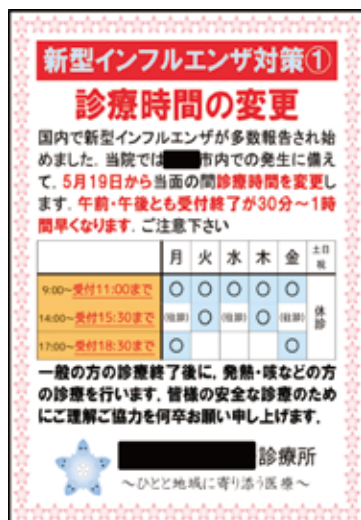 新型インフルエンザ対策①
診療時間の変更
国内で新型インフルエンザが多数報告され始
めました. 当院では市内での発生に備え
て. 5月19日から当面の間診療時間を変更し
ます. 午前・午後とも受付終了が30分〜1時
間早くなります. ご注意下さい
月 火 水 木 金 土日祝
9:00〜受付11:00まで ○ ○ ○ ○ ○ 休診
14:00〜受付15:30まで ○ ○
17:00〜受付18:30まで ○ ○
一般の方の診療終了後に. 発熱・咳などの方
の診療を行います. 皆様の安全な診療のため
にご理解ご協力を何卒お願い申し上げます.
診療所
〜ひとと地域に寄り添う医療〜